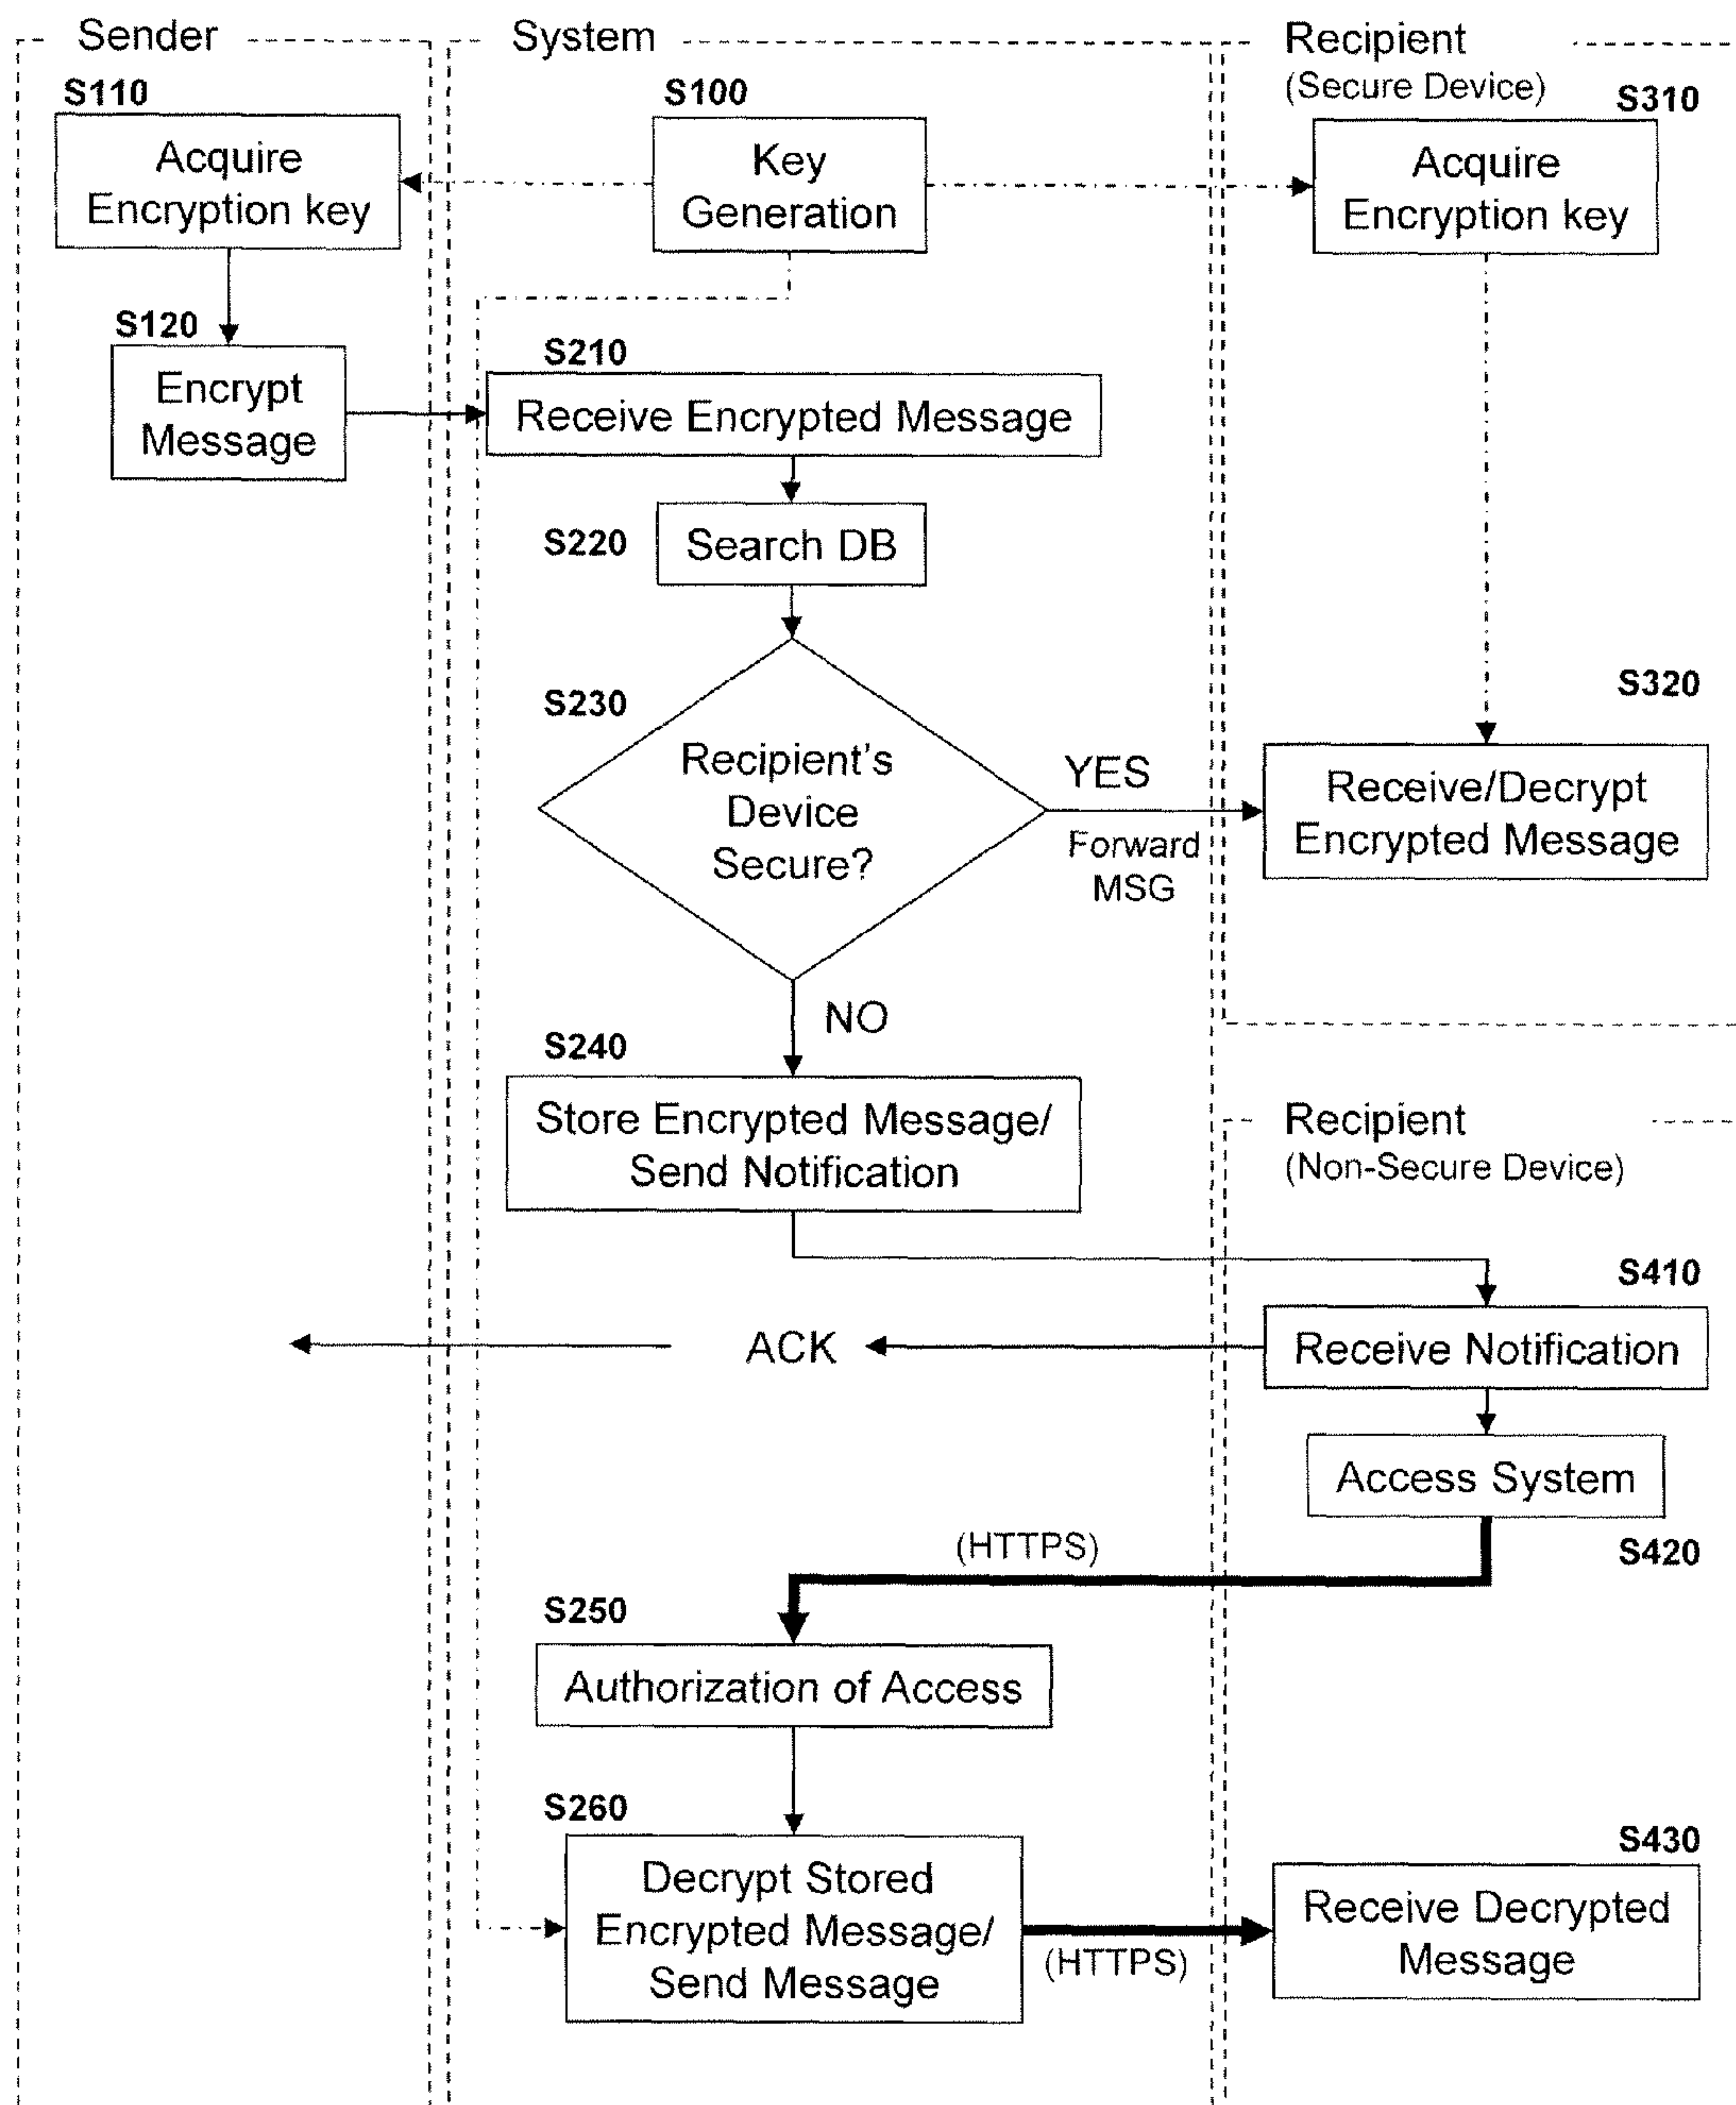 Sender
System
Recipient
(Secure Device)
S110
S100
S310
Acquire
Encryption key
Key
Generation
Acquire
Encryption key
S120
Encrypt
Message
S210
Receive Encrypted Message
S220
Search DB
S230
Recipient's
Device
Secure?
YES
Forward
MSG
S320
Receive/Decrypt
Encrypted Message
NO
S240
Store Encrypted Message/
Send Notification
Recipient
(Non-Secure Device)
S410
Receive Notification
ACK
Access System
S420
(HTTPS)
S250
Authorization of Access
S260
Decrypt Stored
Encrypted Message/
Send Message
(HTTPS)
S430
Receive Decrypted
Message